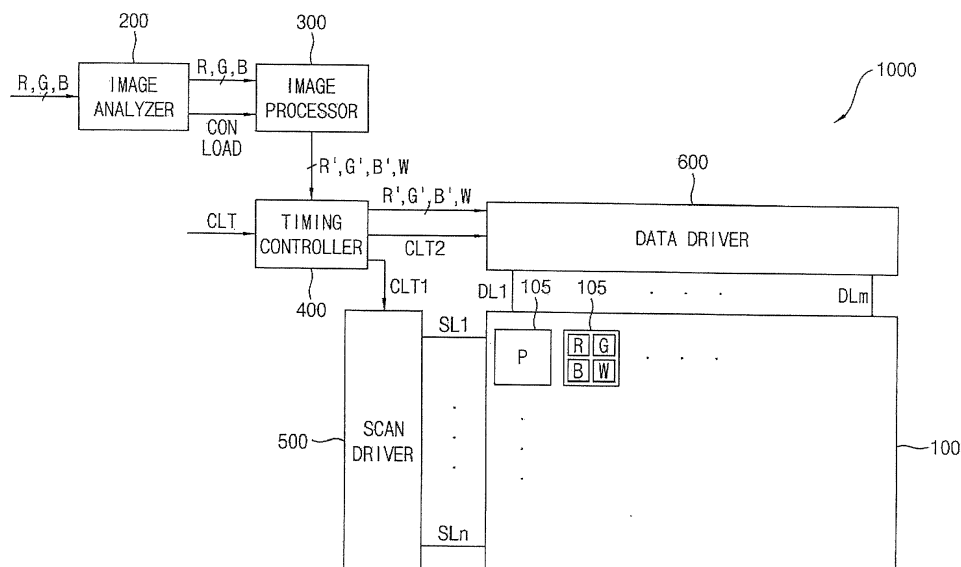 200
300
1000
R,G,B
IMAGE
ANALYZER
R,G,B
CON
LOAD
IMAGE
PROCESSOR
R',G',B',W
CLT
TIMING
CONTROLLER
400
R',G',B',W
CLT2
CLT1
600
DATA DRIVER
DL1
105
105
. . .
DLm
SL1
P
R G
B W
. . .
.
.
.
.
.
.
500
SCAN
DRIVER
100
SLn